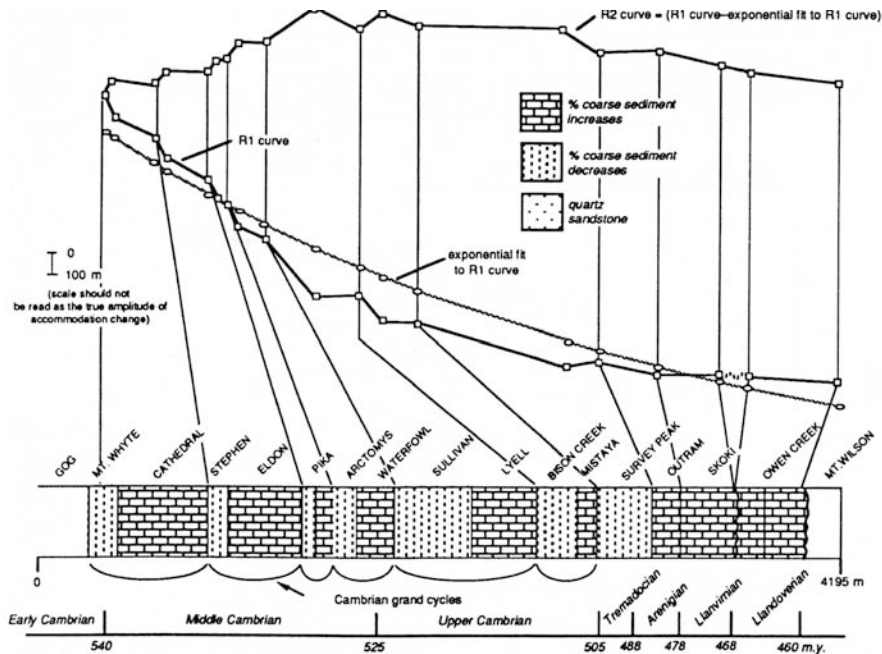 R2 curve = (R1 curve–exponential fit to R1 curve)
% coarse sediment
increases
R1 curve
% coarse sediment
decreases
quartz
sandstone
0
100 m
(scale should not
be read as the true amplitude of
accommodation change)
exponential fit
to R1 curve
GOG
MT. WHYTE
CATHEDRAL
STEPHEN
ELDON
PIKA
ARCTOMYS
WATERFOWL
SULLIVAN
LYELL
BISON CREEK
MISTAYA
SURVEY PEAK
OUTRAM
SKOKI
OWEN CREEK
MT. WILSON
0
4195 m
Cambrian grand cycles
Early Cambrian
Middle Cambrian
Upper Cambrian
Tremadocian
Arenigian
Llanvirnian
Llandoverian
540
525
505
488
478
468
460 m.y.